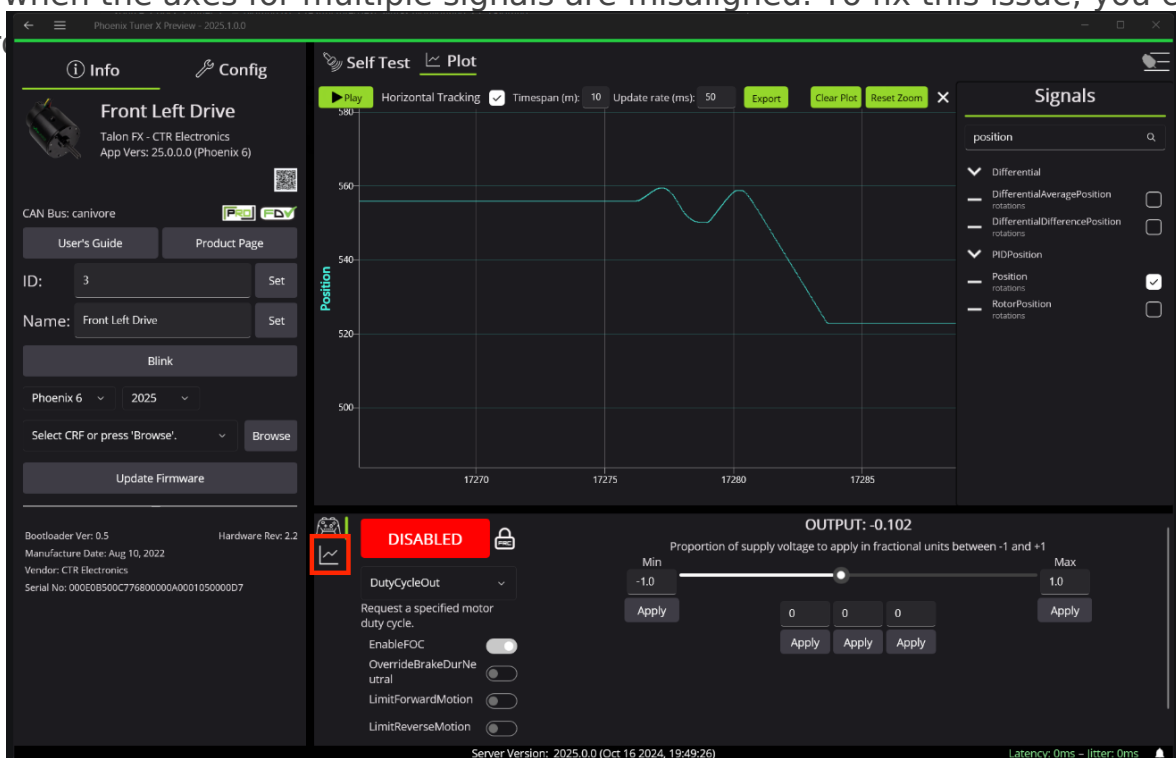 when the axes for multiple signals are misaligned. To fix this issue, you
Phoenix Tuner X Preview - 2025.1.0.0
Info
Config
Front Left Drive
Talon FX - CTR Electronics
App Vers: 25.0.0.0 (Phoenix 6)
CAN Bus: canivore
PRO
FDV
User's Guide
Product Page
ID:
3
Set
Name:
Front Left Drive
Set
Blink
Phoenix 6
2025
Select CRF or press 'Browse'.
Browse
Update Firmware
Bootloader Ver: 0.5
Hardware Rev: 2.2
Manufacture Date: Aug 10, 2022
Vendor: CTR Electronics
Serial No: 000E0B500C776800000A0001050000D7
Self Test
Plot
Play
Horizontal Tracking
Timespan (m):
10
Update rate (ms):
50
Export
Clear Plot
Reset Zoom
580
560
540
520
500
Position
17270
17275
17280
17285
Signals
position
Differential
DifferentialAveragePosition
rotations
DifferentialDifferencePosition
rotations
PIDPosition
Position
rotations
RotorPosition
rotations
DISABLED
FRC
DutyCycleOut
Request a specified motor
duty cycle.
EnableFOC
OverrideBrakeDurNe
utral
LimitForwardMotion
LimitReverseMotion
OUTPUT: -0.102
Proportion of supply voltage to apply in fractional units between -1 and +1
Min
Max
-1.0
1.0
Apply
0
0
0
Apply
Apply
Apply
Apply
Server Version: 2025.0.0 (Oct 16 2024, 19:49:26)
Latency: 0ms – Jitter: 0ms